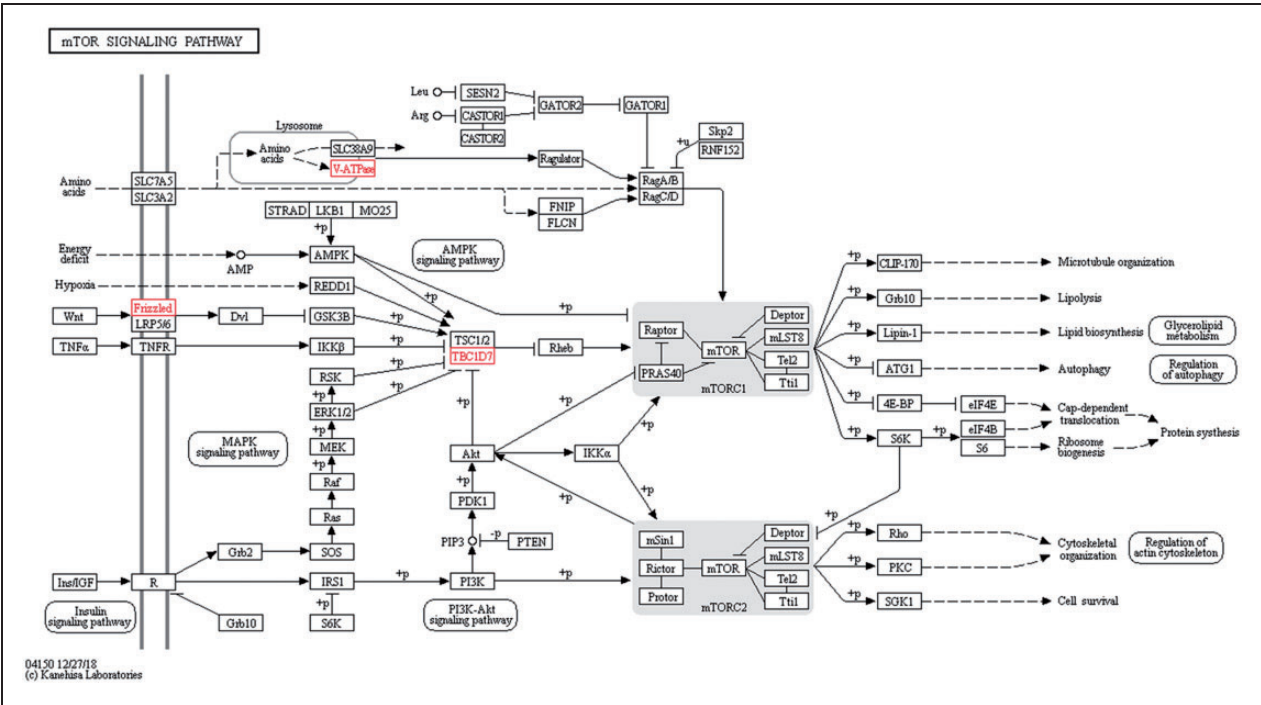 mTOR SIGNALING PATHWAY
Leu
SESN2
GATOR2
GATOR1
Arg
CASTOR1
CASTOR2
Skp2
RNF152
+u
Lysosome
Amino
acids
SLC38A9
V-ATPase
Ragulator
RagA/B
RagC/D
Amino
acids
SLC7A5
SLC3A2
FNIP
FLCN
STRAD
LKB1
MO25
+p
Energy
deficit
AMP
AMPK
AMPK
signaling pathway
+p
+p
Hypoxia
REDD1
Wnt
Frizzled
LRP5/6
Dvl
GSK3B
+p
TNFα
TNFR
IKKβ
+p
TSC1/2
TBC1D7
Rheb
Raptor
mTOR
PRAS40
Deptor
mLST8
Tel2
Tti1
mTORC1
+p
CLIP-170
Microtubule organization
+p
Grb10
Lipolysis
+p
Lipin-1
Lipid biosynthesis
Glycerolipid
metabolism
+p
ATG1
Autophagy
Regulation
of autophagy
+p
4E-BP
eIF4E
Cap-dependent
translocation
+p
S6K
+p
eIF4B
S6
Ribosome
biogenesis
Protein systhesis
RSK
+p
+p
ERK1/2
+p
+p
MEK
+p
Raf
Ras
SOS
MAPK
signaling pathway
+p
Akt
+p
+p
IKKα
+p
+p
+p
PDK1
PIP3
-p
PTEN
+p
Grb2
Ins/IGF
R
IRS1
+p
PI3K
+p
Insulin
signaling pathway
Grb10
+p
S6K
PI3K-Akt
signaling pathway
mSin1
Rictor
Protor
mTOR
Deptor
mLST8
Tel2
Tti1
mTORC2
+p
Rho
+p
PKC
+p
SGK1
Cytoskeletal
organization
Regulation of
actin cytoskeleton
Cell survival
04150 12/27/18
(c) Kanehisa Laboratories